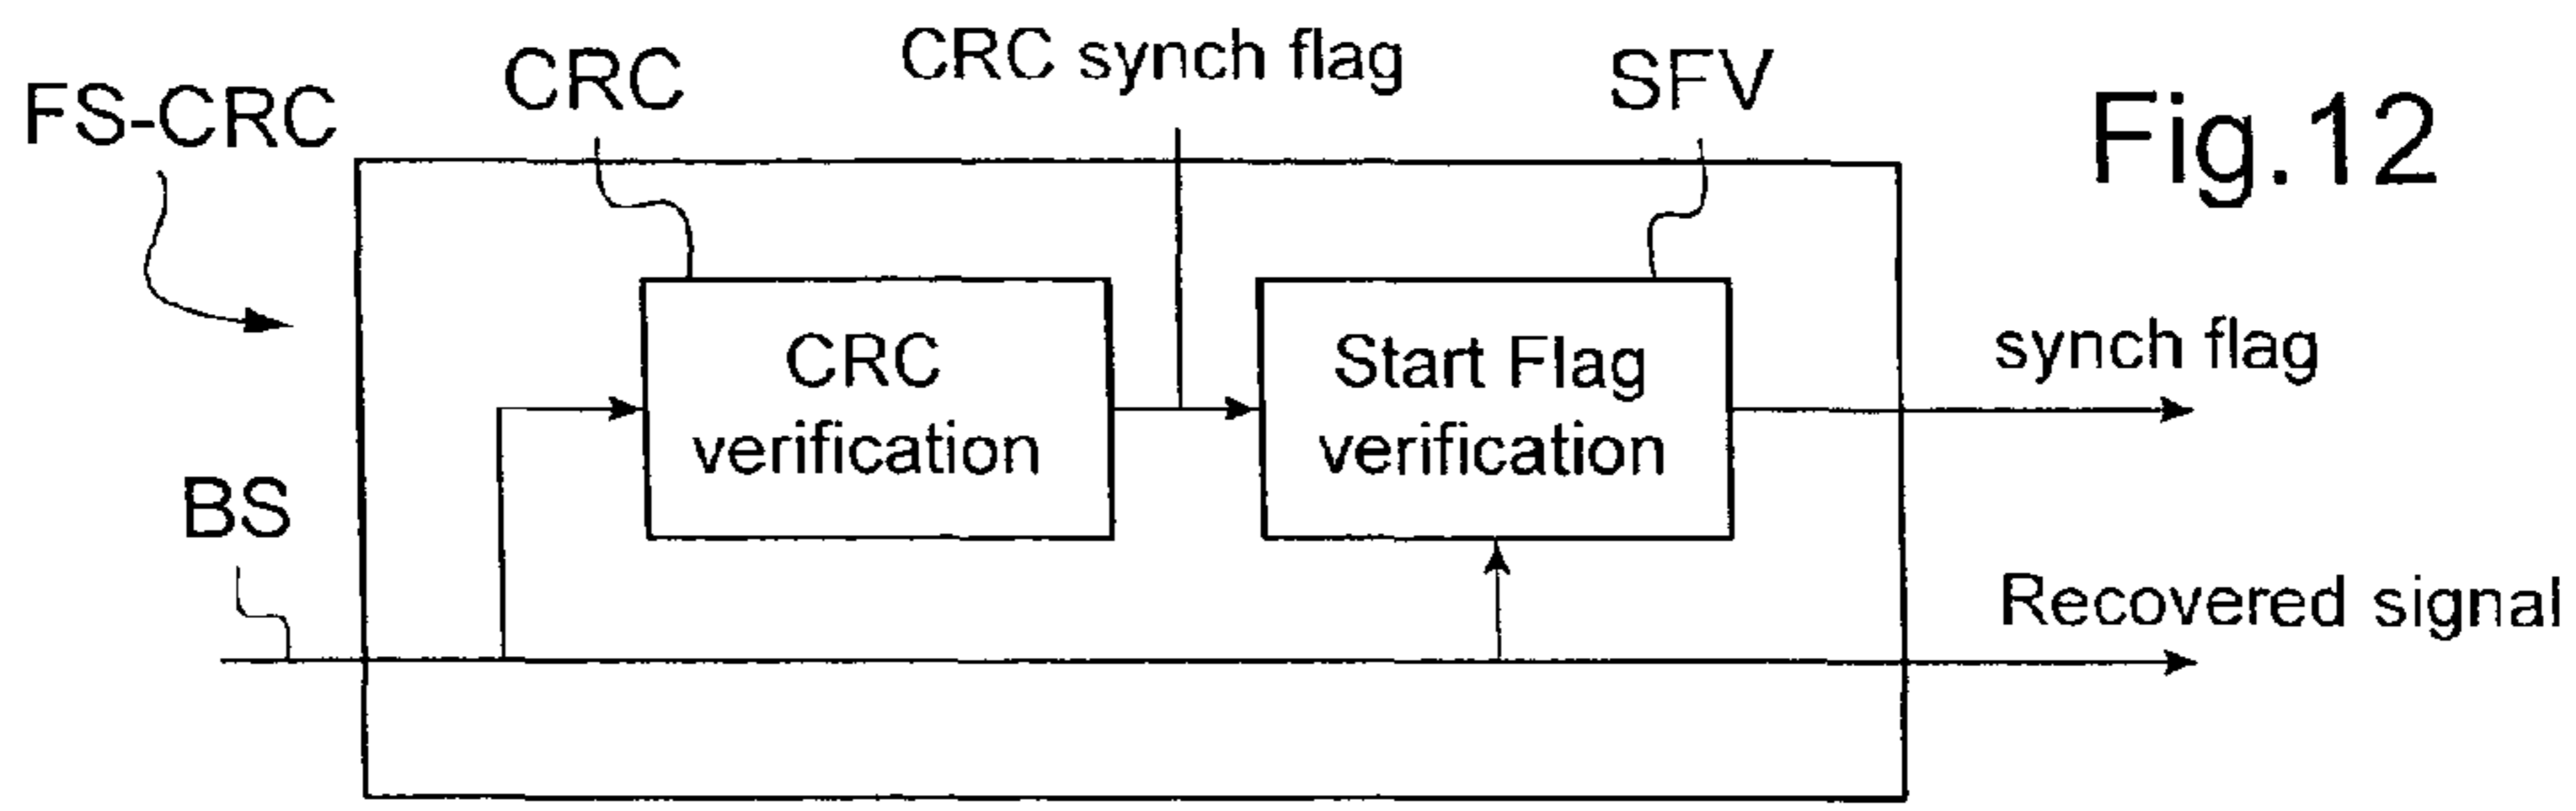 FS-CRC
CRC
CRC synch flag
SFV
Fig.12
CRC
verification
Start Flag
verification
synch flag
BS
Recovered signal